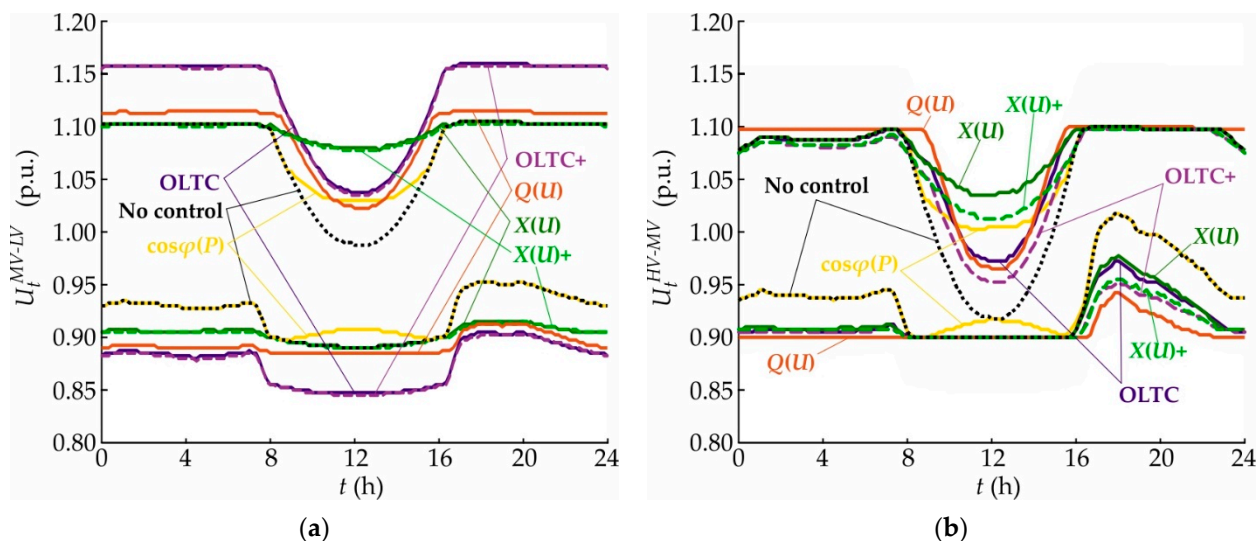 1.20
1.15
1.10
1.05
1.00
0.95
0.90
0.85
0.80
U_t^{MV-LV} (p.u.)
OLTC
No control
cosφ(P)
OLTC+
Q(U)
X(U)
X(U)+
0 4 8 12 16 20 24
t (h)
(a)
1.20
1.15
1.10
1.05
1.00
0.95
0.90
0.85
0.80
U_t^{HV-MV} (p.u.)
Q(U)
X(U)+
X(U)
No control
OLTC+
cosφ(P)
X(U)
Q(U)
X(U)+
OLTC
0 4 8 12 16 20 24
t (h)
(b)